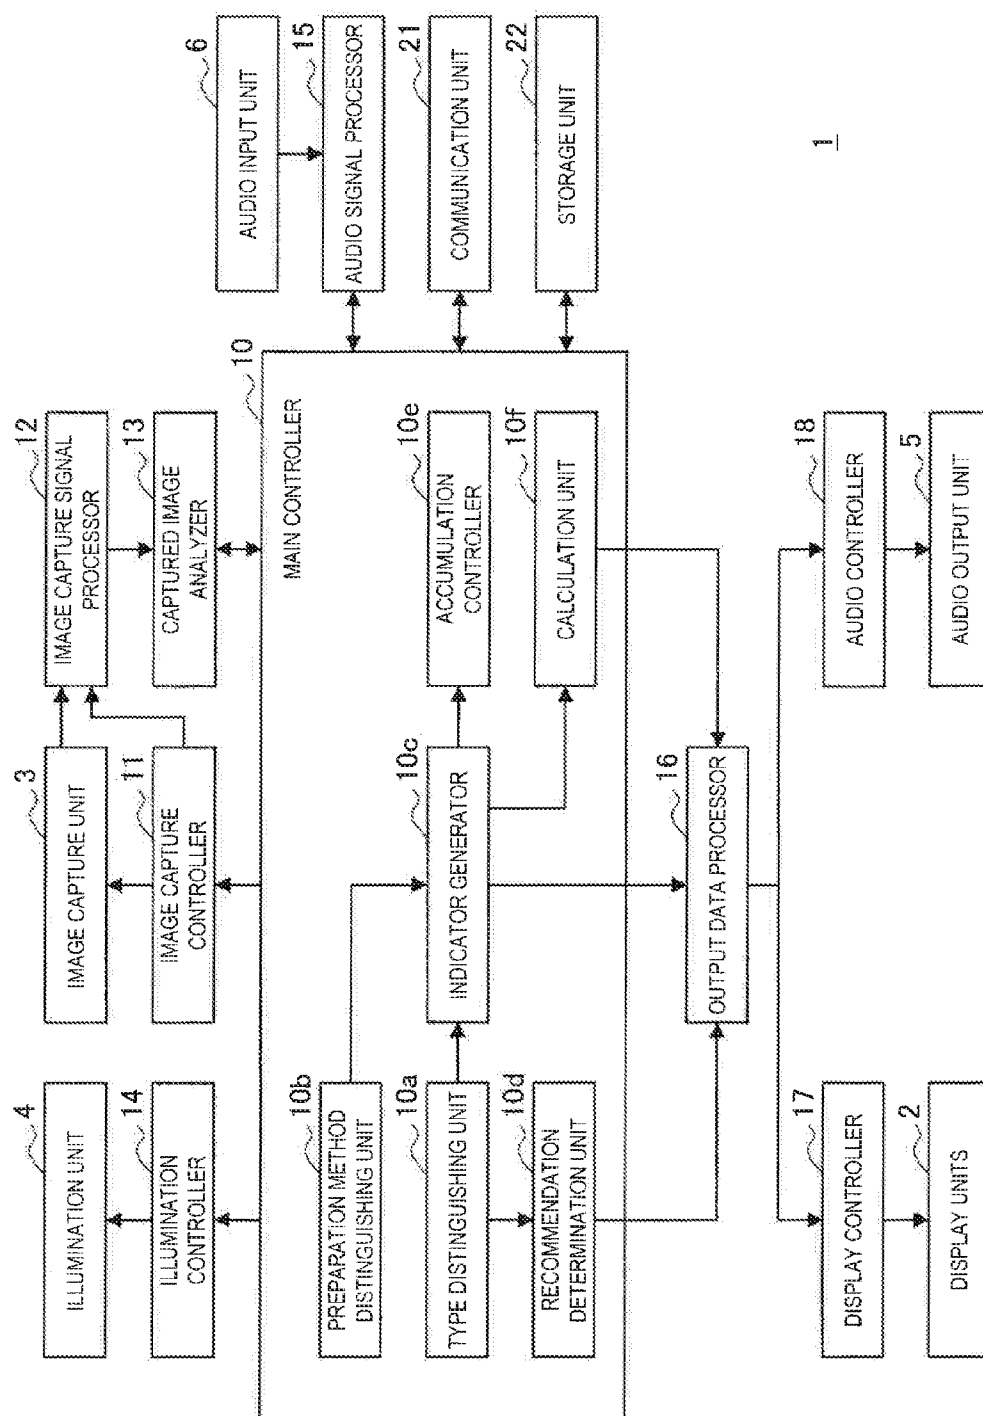 4
ILLUMINATION UNIT
14
ILLUMINATION
CONTROLLER
3
IMAGE CAPTURE UNIT
11
IMAGE CAPTURE
CONTROLLER
12
IMAGE CAPTURE SIGNAL
PROCESSOR
13
CAPTURED IMAGE
ANALYZER
6
AUDIO INPUT UNIT
15
AUDIO SIGNAL PROCESSOR
21
COMMUNICATION UNIT
22
STORAGE UNIT
10
MAIN CONTROLLER
10b
PREPARATION METHOD
DISTINGUISHING UNIT
10a
TYPE DISTINGUISHING UNIT
10d
RECOMMENDATION
DETERMINATION UNIT
10c
INDICATOR GENERATOR
10e
ACCUMULATION
CONTROLLER
10f
CALCULATION UNIT
16
OUTPUT DATA PROCESSOR
17
DISPLAY CONTROLLER
2
DISPLAY UNITS
18
AUDIO CONTROLLER
5
AUDIO OUTPUT UNIT
1